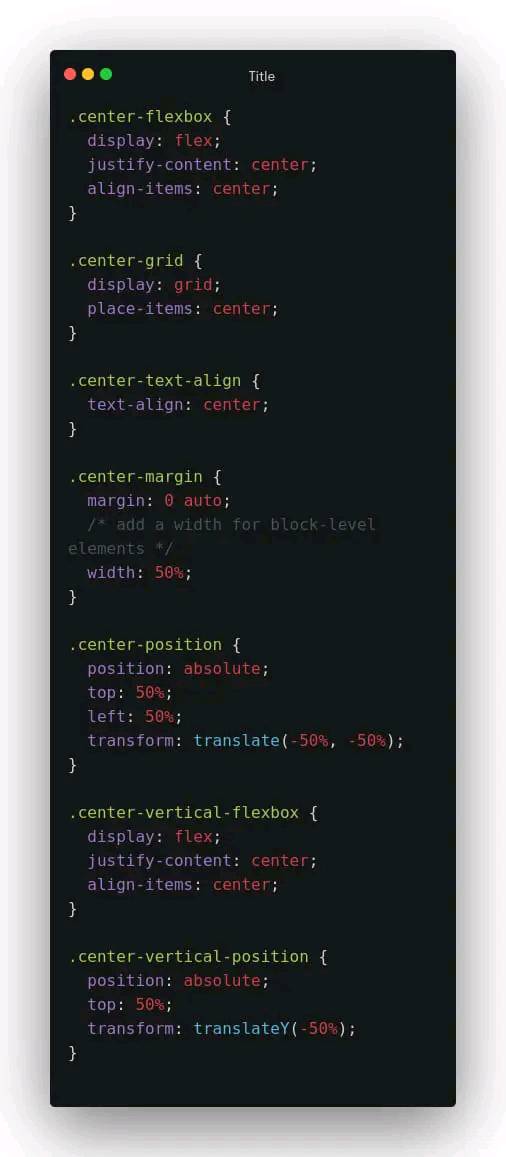 Title
.center-flexbox {
  display: flex;
  justify-content: center;
  align-items: center;
}
.center-grid {
  display: grid;
  place-items: center;
}
.center-text-align {
  text-align: center;
}
.center-margin {
  margin: 0 auto;
  /* add a width for block-level
elements */
  width: 50%;
}
.center-position {
  position: absolute;
  top: 50%;
  left: 50%;
  transform: translate(-50%, -50%);
}
.center-vertical-flexbox {
  display: flex;
  justify-content: center;
  align-items: center;
}
.center-vertical-position {
  position: absolute;
  top: 50%;
  transform: translateY(-50%);
}